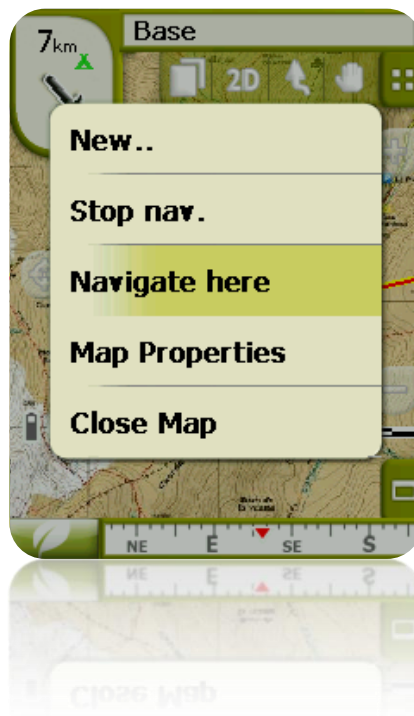 7km
Base
2D
New..
Stop nav.
Navigate here
Map Properties
Close Map
NE E SE S